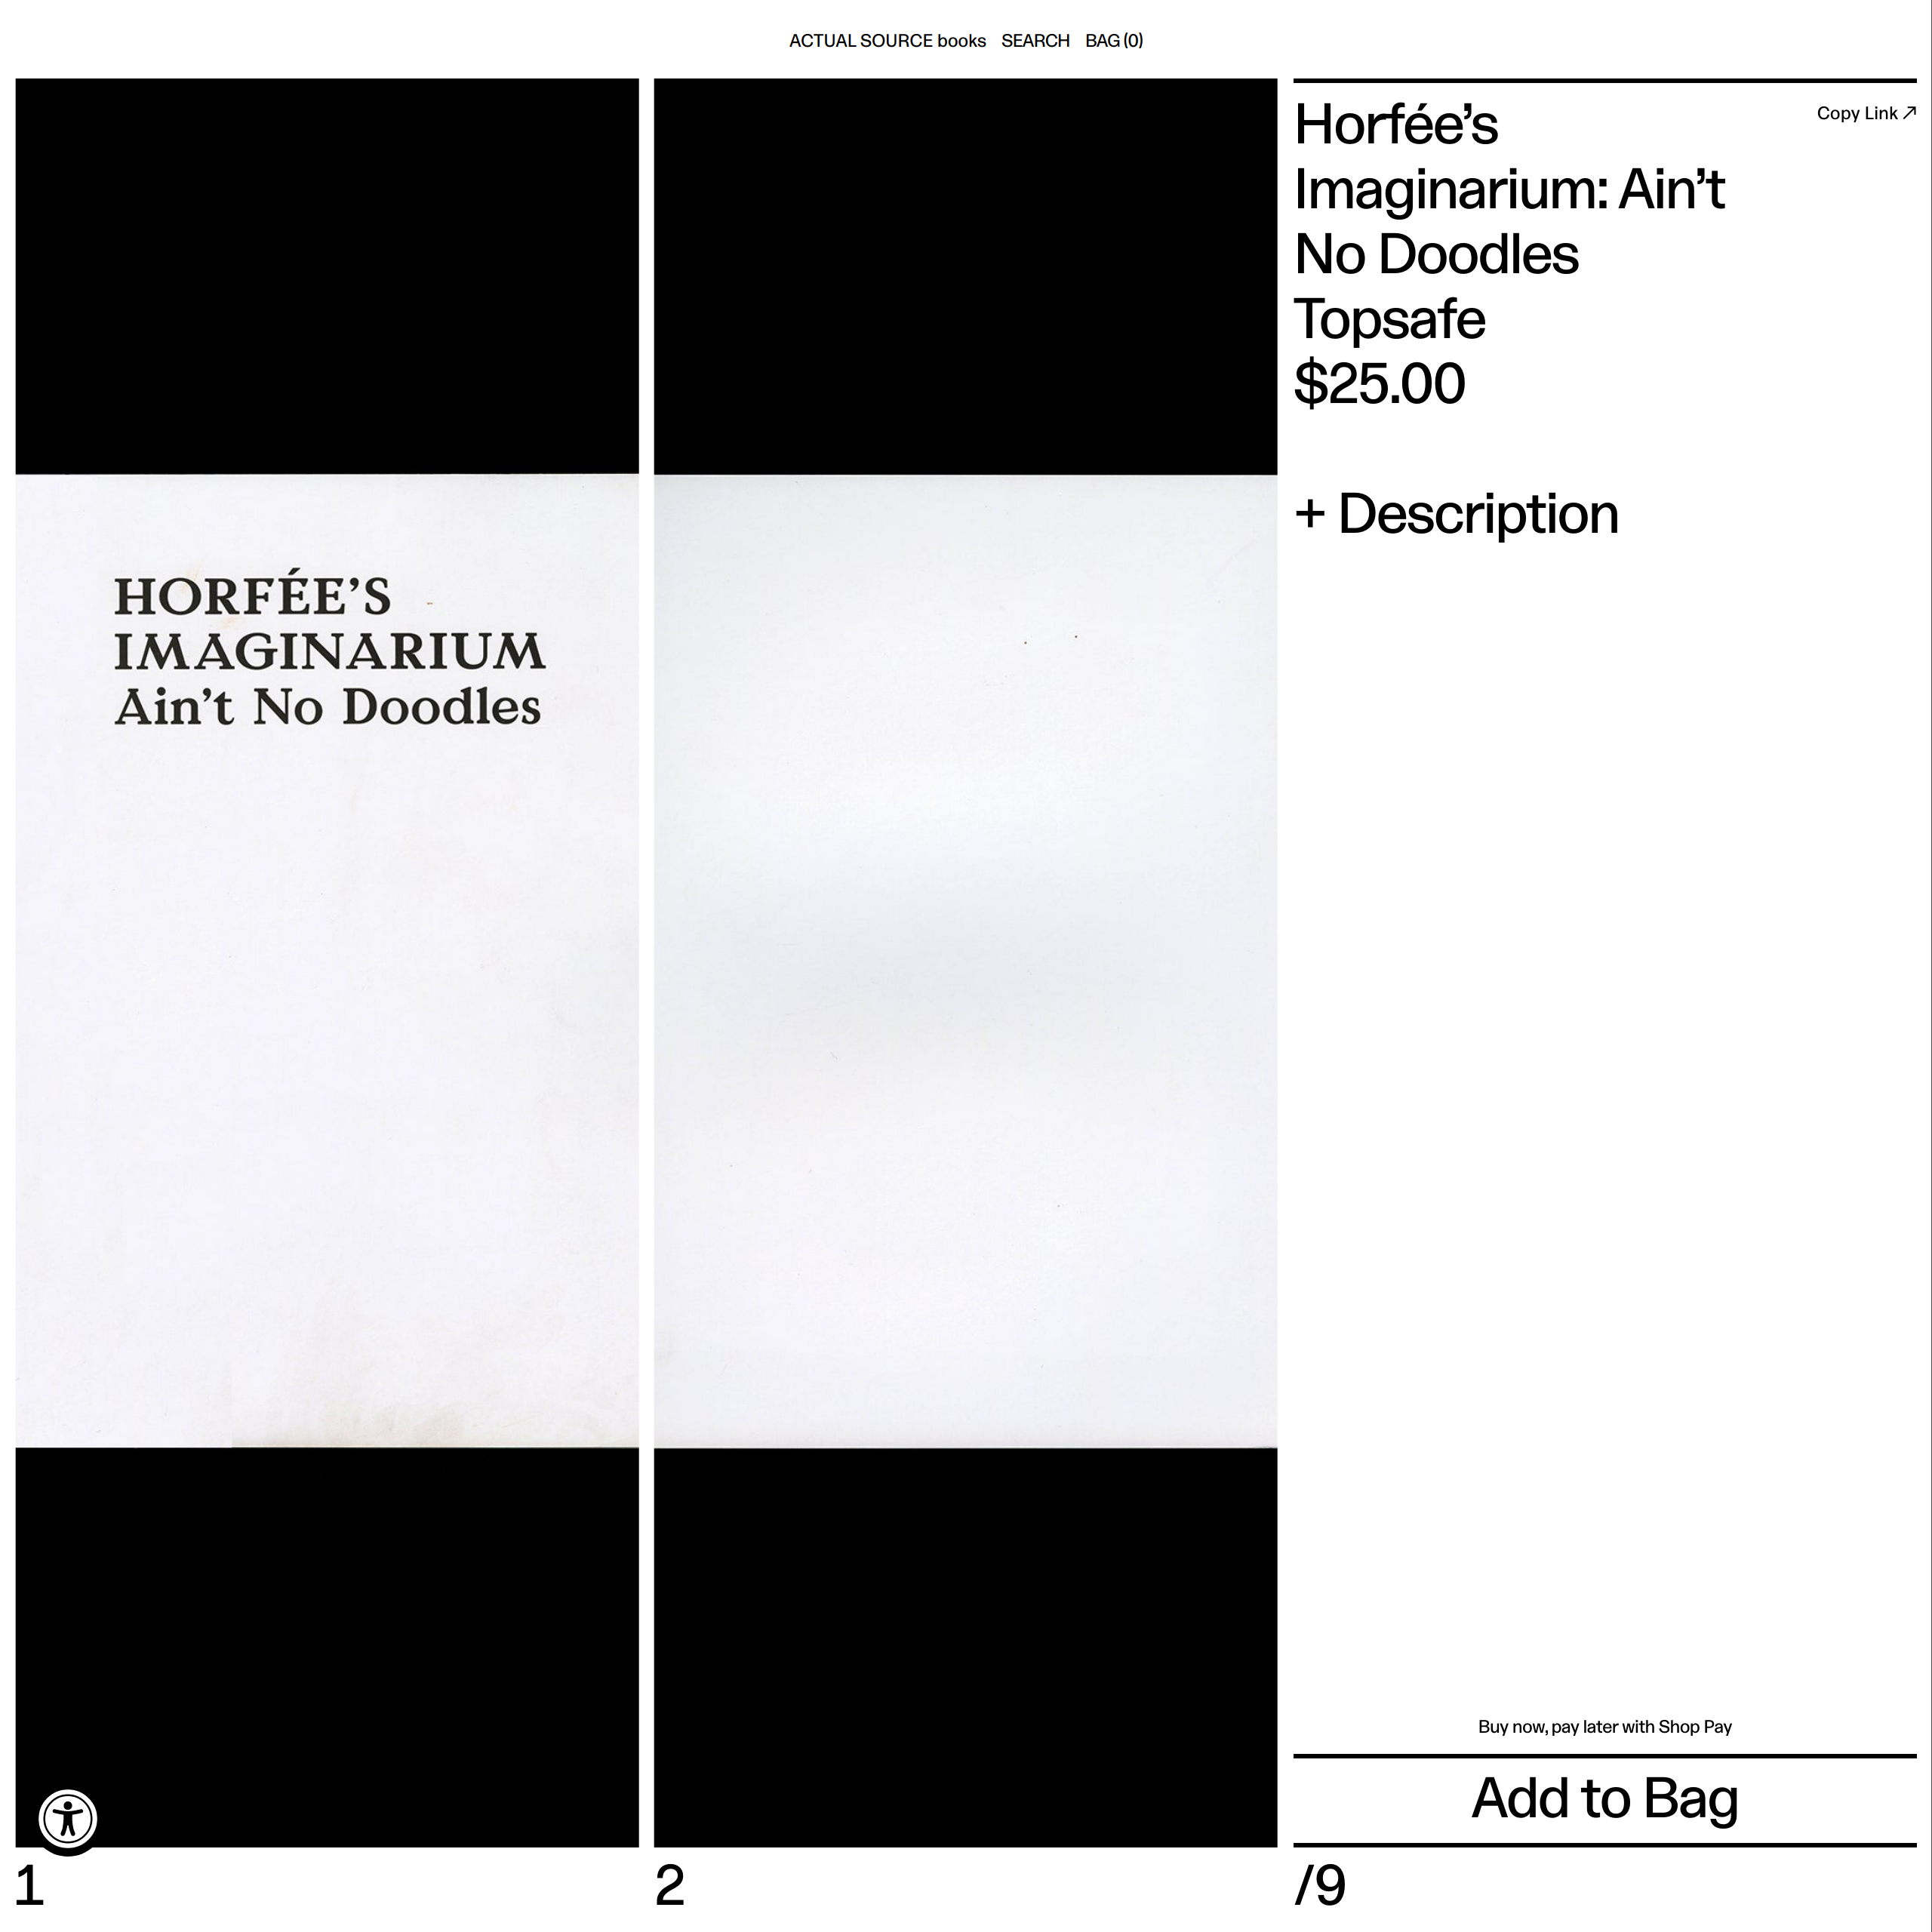 ACTUAL SOURCE books SEARCH BAG (0)
HORFÉE’S
IMAGINARIUM
Ain’t No Doodles
Horfée’s
Imaginarium: Ain’t
No Doodles
Topsafe
$25.00
Copy Link ↗
+ Description
Buy now, pay later with Shop Pay
Add to Bag
1
2
/9